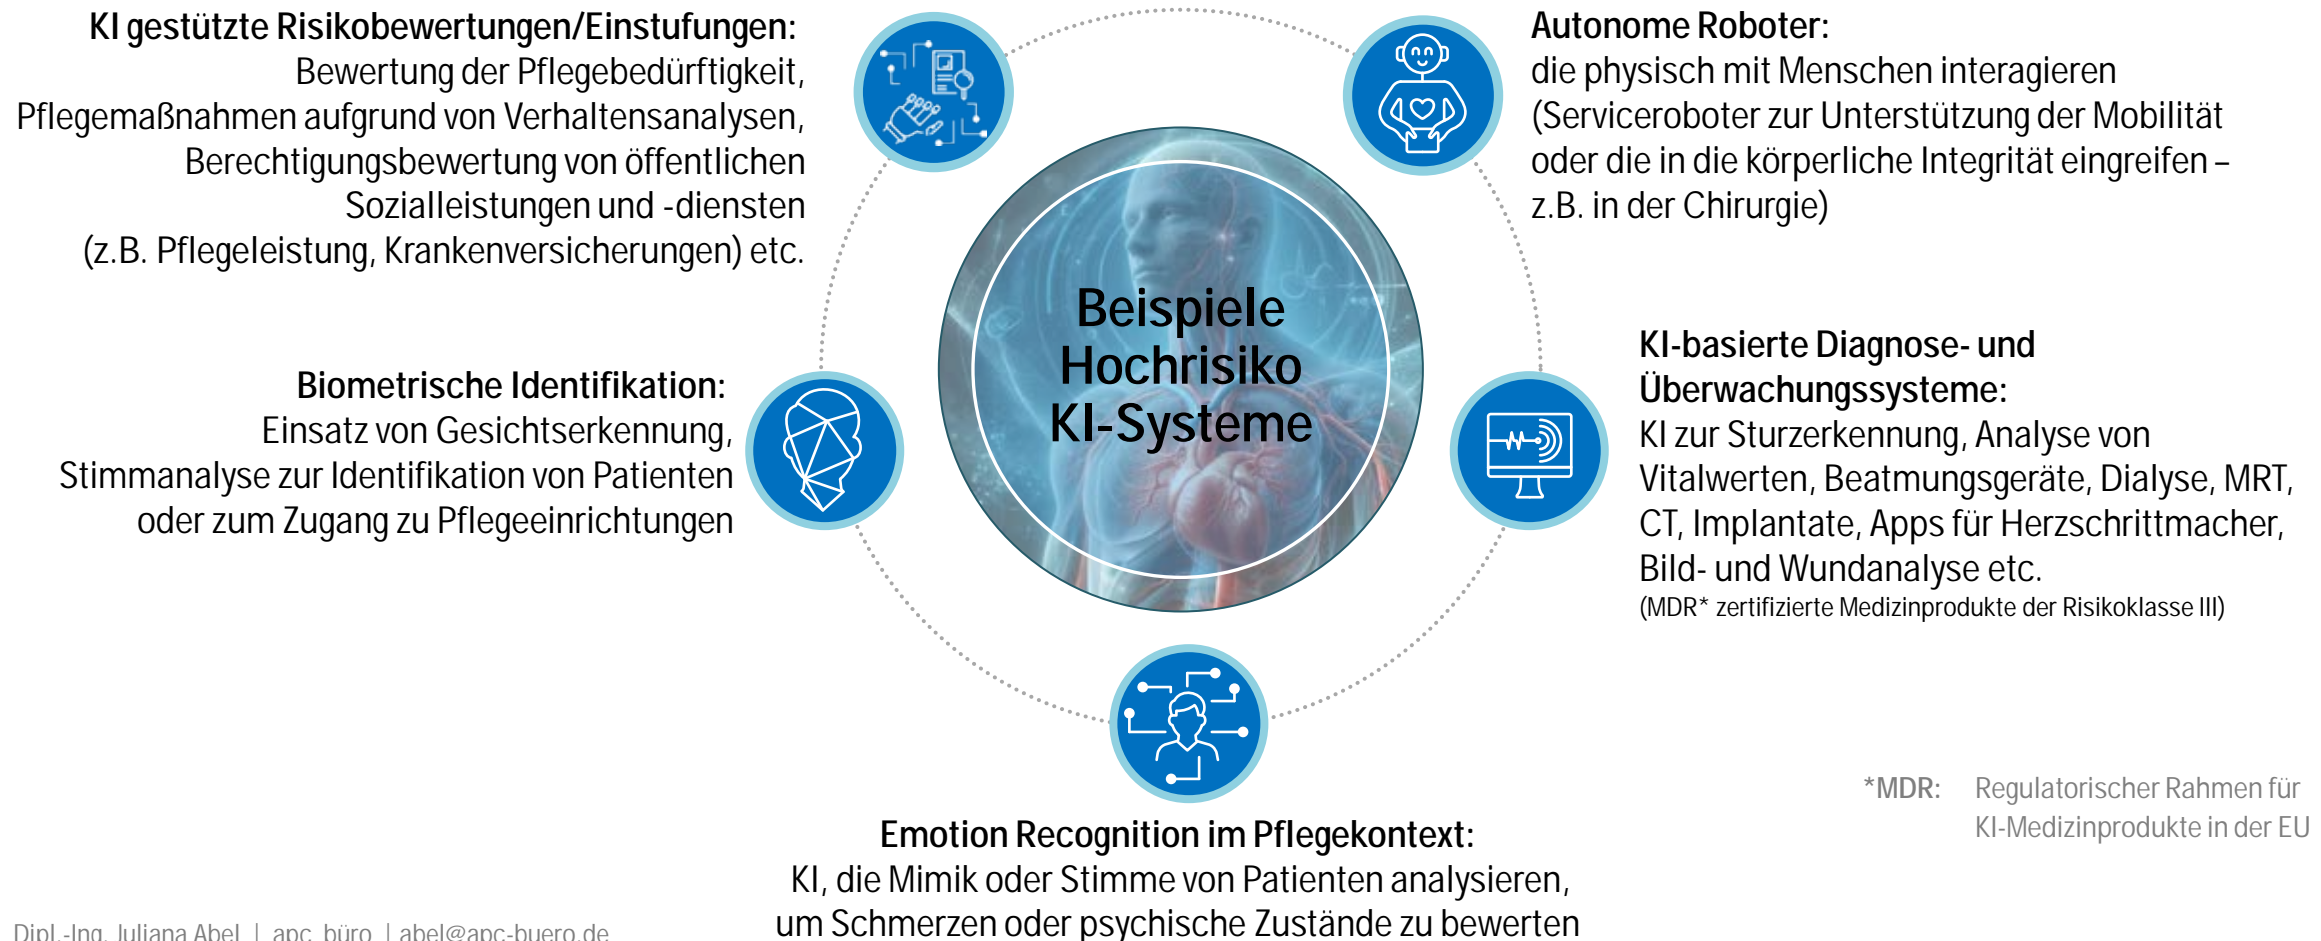 KI gestützte Risikobewertungen/Einstufungen:
Bewertung der Pflegebedürftigkeit,
Pflegemaßnahmen aufgrund von Verhaltensanalysen,
Berechtigungsbewertung von öffentlichen
Sozialleistungen und -diensten
(z.B. Pflegeleistung, Krankenversicherungen) etc.
Autonome Roboter:
die physisch mit Menschen interagieren
(Serviceroboter zur Unterstützung der Mobilität
oder die in die körperliche Integrität eingreifen –
z.B. in der Chirurgie)
Beispiele
Hochrisiko
KI-Systeme
Biometrische Identifikation:
Einsatz von Gesichtserkennung,
Stimmanalyse zur Identifikation von Patienten
oder zum Zugang zu Pflegeeinrichtungen
KI-basierte Diagnose- und
Überwachungssysteme:
KI zur Sturzerkennung, Analyse von
Vitalwerten, Beatmungsgeräte, Dialyse, MRT,
CT, Implantate, Apps für Herzschrittmacher,
Bild- und Wundanalyse etc.
(MDR* zertifizierte Medizinprodukte der Risikoklasse III)
Emotion Recognition im Pflegekontext:
KI, die Mimik oder Stimme von Patienten analysieren,
um Schmerzen oder psychische Zustände zu bewerten
*MDR: Regulatorischer Rahmen für
KI-Medizinprodukte in der EU
Dipl.-Ing. Juliana Abel | apc büro | abel@apc-buero.de